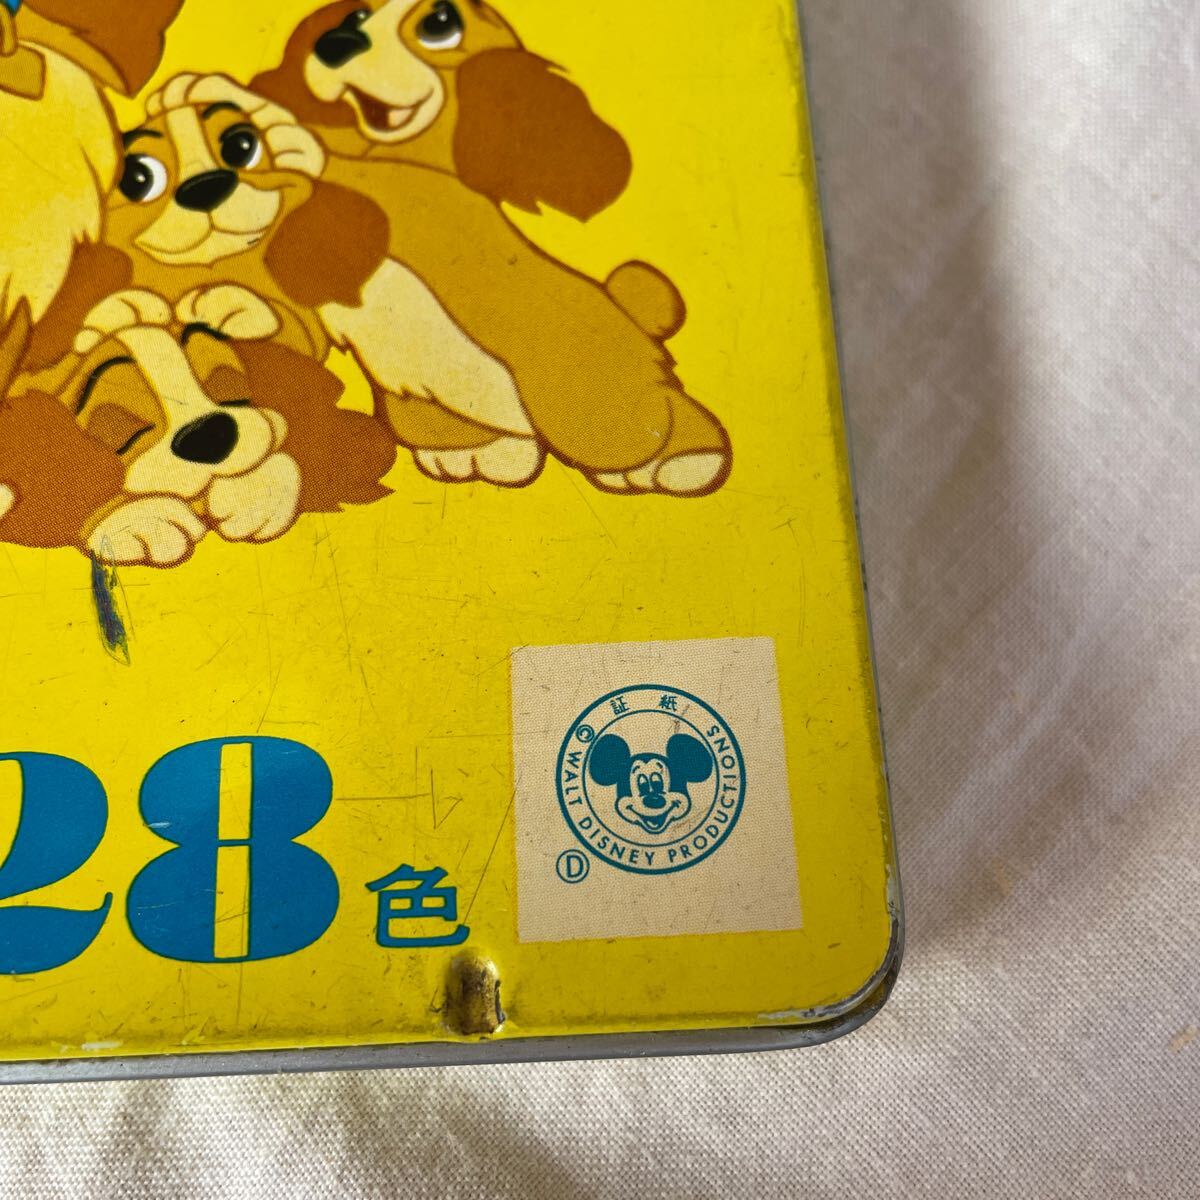 28色
証紙
© WALT DISNEY PRODUCTIONS
Ⓓ